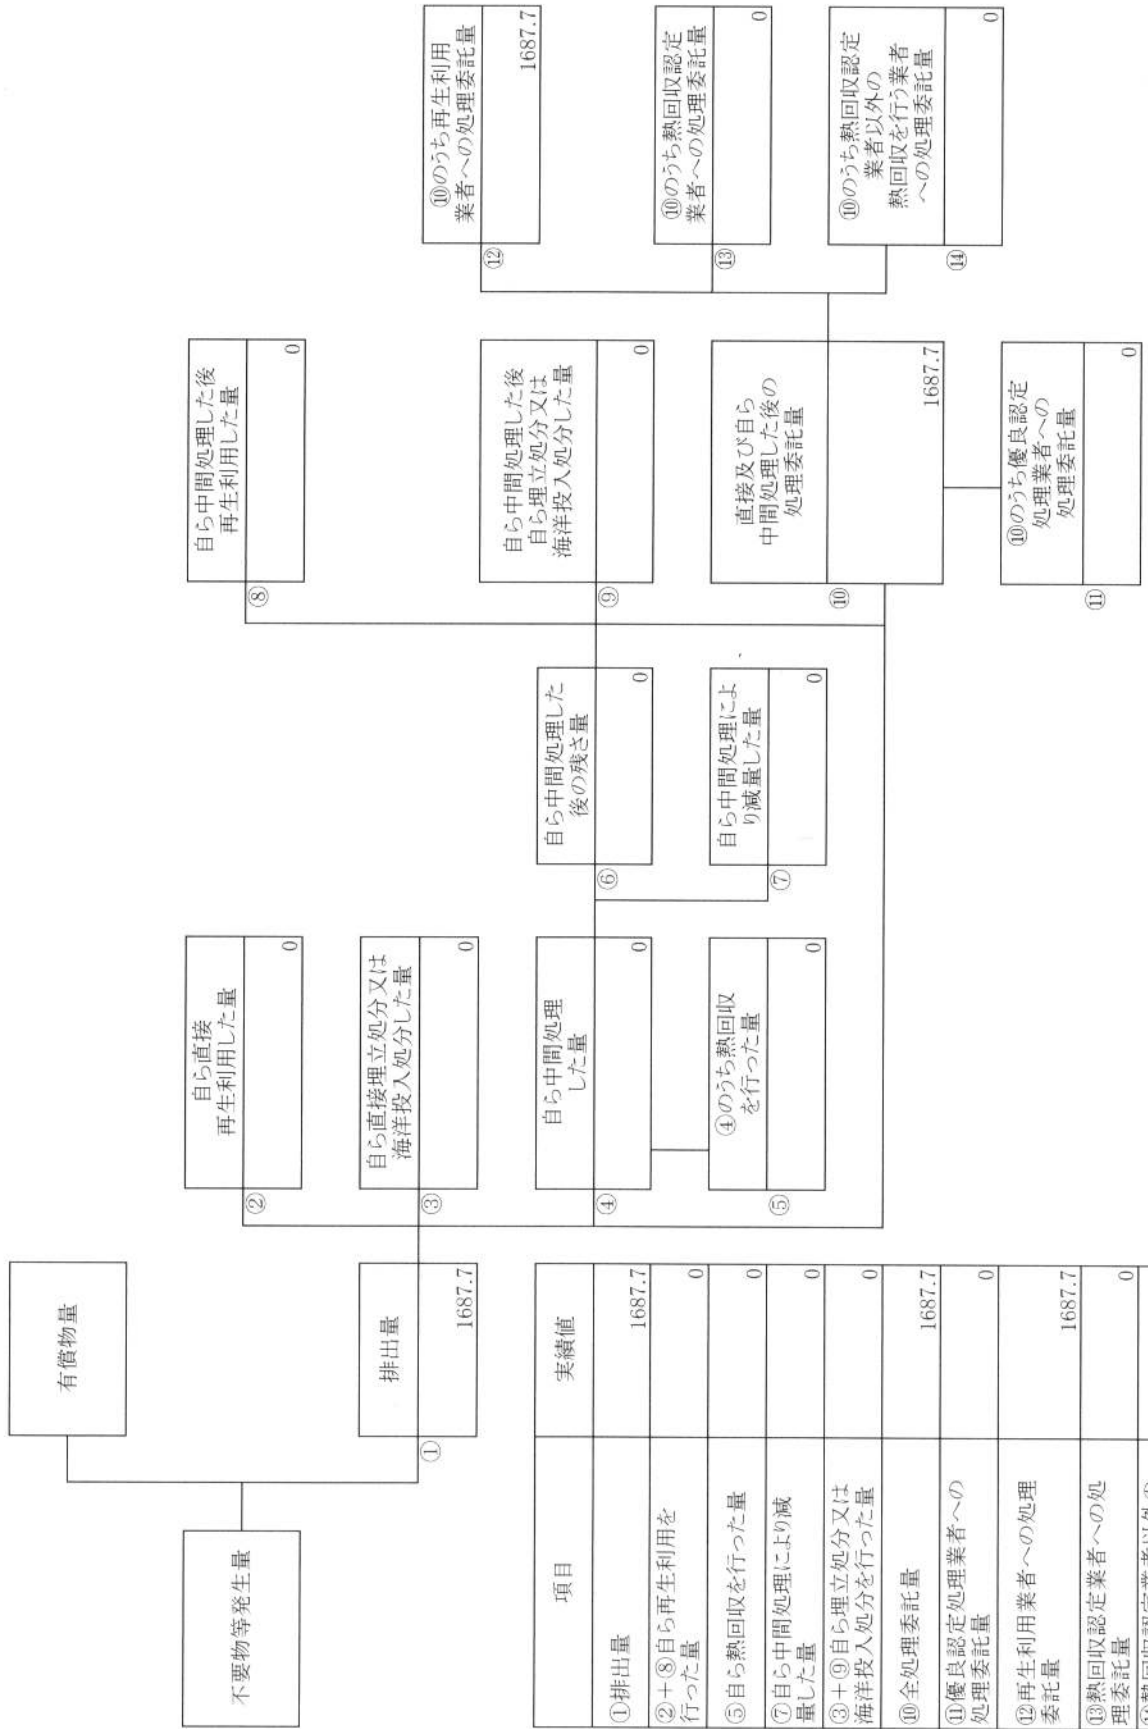 有償物量
不要物等発生量
排出量
①
1687.7
自ら直接
再生利用した量
②
0
自ら直接埋立処分又は
海洋投入処分した量
③
0
自ら中間処理
した量
④
0
④のうち熱回収
を行った量
⑤
0
自ら中間処理した
後の残さ量
⑥
0
自ら中間処理によ
り減量した量
⑦
0
自ら中間処理した後
再生利用した量
⑧
0
自ら中間処理した後
自ら埋立処分又は
海洋投入処分した量
⑨
0
直接及び自ら
中間処理した後の
処理委託量
⑩
1687.7
⑩のうち優良認定
処理業者への
処理委託量
⑪
0
⑩のうち再生利用
業者への処理委託量
⑫
1687.7
⑩のうち熱回収認定
業者への処理委託量
⑬
0
⑩のうち熱回収認定
業者以外の
熱回収を行う業者
への処理委託量
⑭
0
項目 実績値
①排出量 1687.7
②+⑧自ら再生利用を
行った量 0
⑤自ら熱回収を行った量 0
⑦自ら中間処理により減
量した量 0
③+⑨自ら埋立処分又は
海洋投入処分を行った量 0
⑩全処理委託量 1687.7
⑪優良認定処理業者への
処理委託量 0
⑫再生利用業者への処理
委託量 1687.7
⑬熱回収認定業者への処
理委託量 0
⑭熱回収認定業者以外の